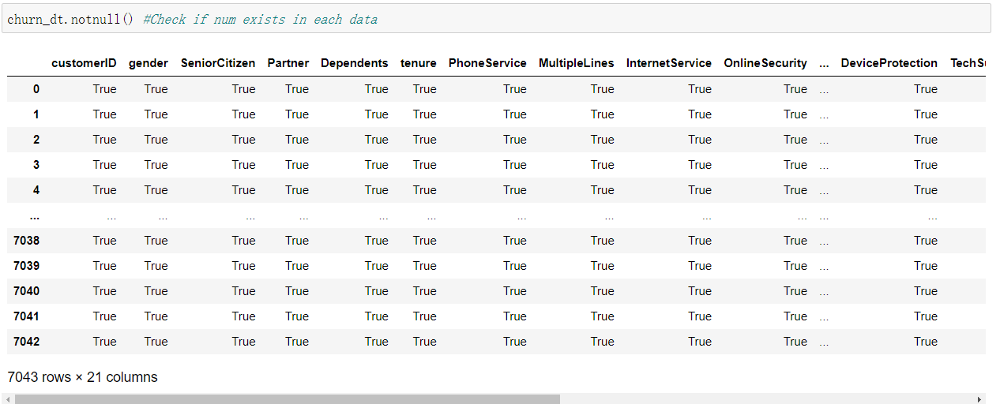 churn_dt.notnull() #Check if num exists in each data
customerID gender SeniorCitizen Partner Dependents tenure PhoneService MultipleLines InternetService OnlineSecurity ... DeviceProtection TechSu
0 True True True True True True True True True True ... True
1 True True True True True True True True True True ... True
2 True True True True True True True True True True ... True
3 True True True True True True True True True True ... True
4 True True True True True True True True True True ... True
... ... ... ... ... ... ... ... ... ... ... ... ...
7038 True True True True True True True True True True ... True
7039 True True True True True True True True True True ... True
7040 True True True True True True True True True True ... True
7041 True True True True True True True True True True ... True
7042 True True True True True True True True True True ... True
7043 rows × 21 columns